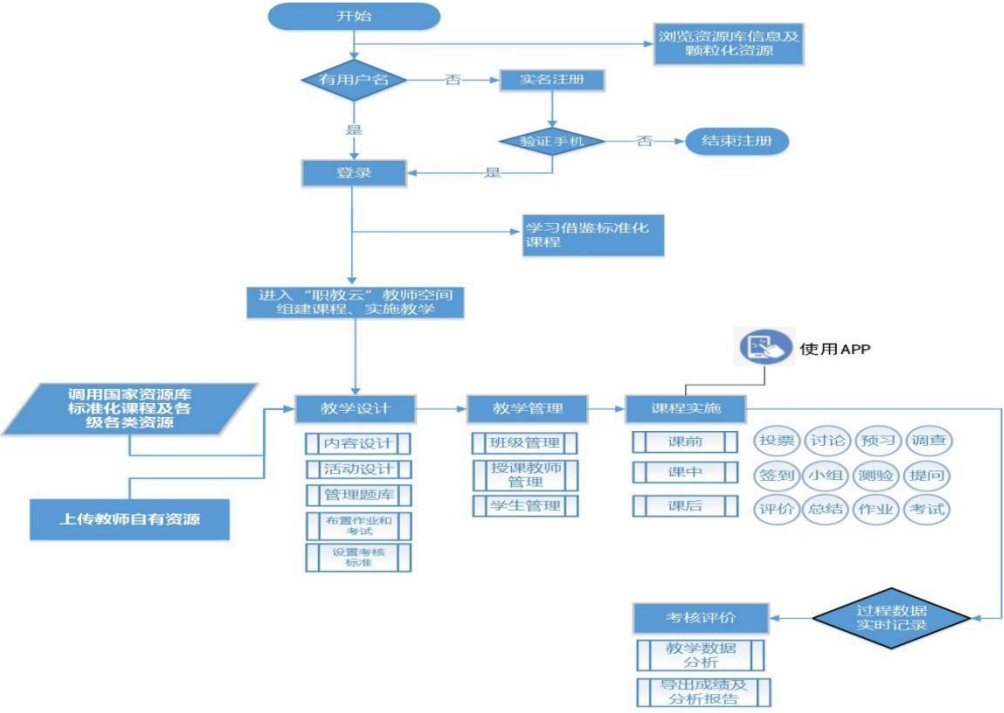 开始
浏览资源库信息及
颗粒化资源
有用户名
否
实名注册
是
验证手机
否
结束注册
登录
是
学习借鉴标准化
课程
进入“职教云”教师空间
组建课程、实施教学
使用APP
调用国家资源库
标准化课程及各
级各类资源
教学设计
教学管理
课程实施
内容设计
活动设计
管理题库
布置作业和
考试
设置考核
标准
班级管理
授课教师
管理
学生管理
课前
投票
讨论
预习
调查
课中
签到
小组
测验
提问
课后
评价
总结
作业
考试
上传教师自有资源
考核评价
过程数据
实时记录
教学数据
分析
导出成绩及
分析报告